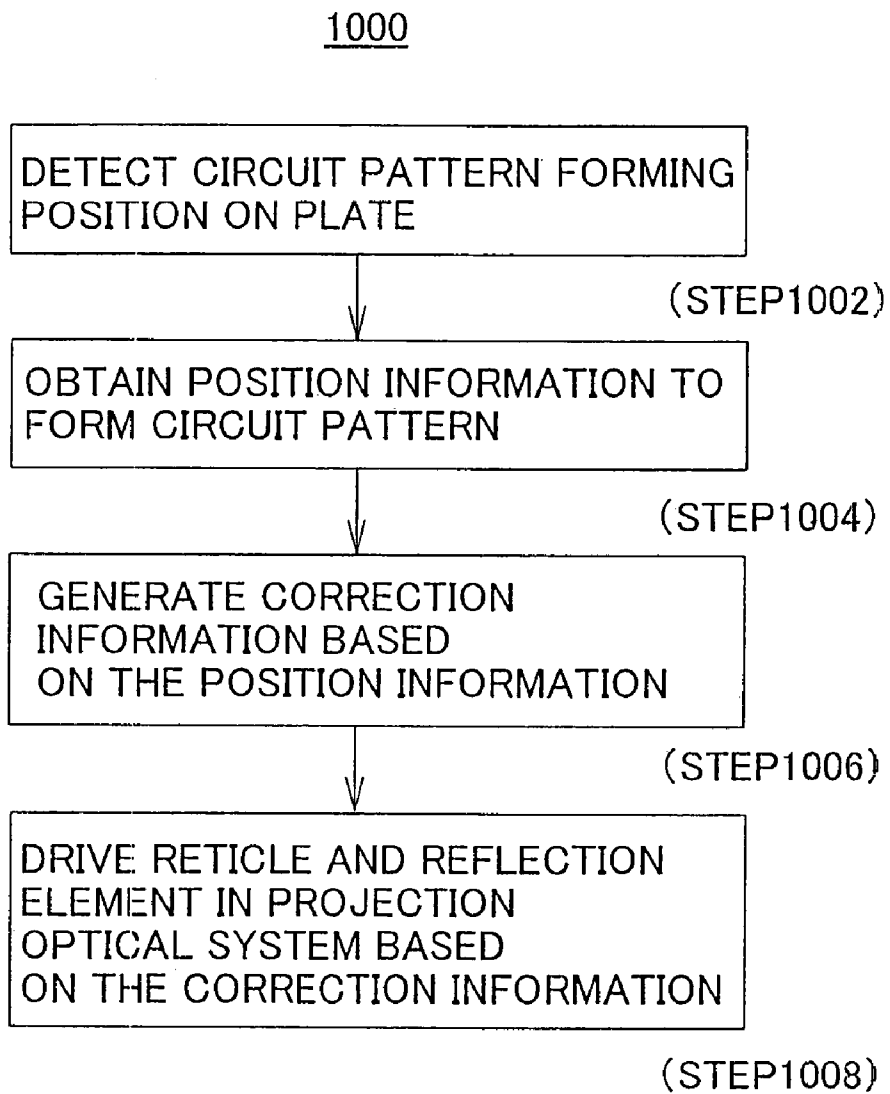 1000
DETECT CIRCUIT PATTERN FORMING
POSITION ON PLATE
(STEP1002)
OBTAIN POSITION INFORMATION TO
FORM CIRCUIT PATTERN
(STEP1004)
GENERATE CORRECTION
INFORMATION BASED
ON THE POSITION INFORMATION
(STEP1006)
DRIVE RETICLE AND REFLECTION
ELEMENT IN PROJECTION
OPTICAL SYSTEM BASED
ON THE CORRECTION INFORMATION
(STEP1008)